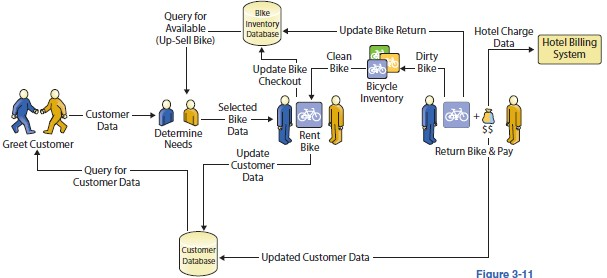 Query for
Available
(Up-Sell Bike)
Bike
Inventory
Database
Update Bike Return
Hotel Charge
Data
Hotel Billing
System
Clean
Bike
Dirty
Bike
Update Bike
Checkout
Bicycle
Inventory
Customer
Data
Selected
Bike
Data
Greet Customer
Determine
Needs
Rent
Bike
+
$$
Return Bike & Pay
Update
Customer
Data
Query for
Customer Data
Customer
Database
Updated Customer Data
Figure 3-11